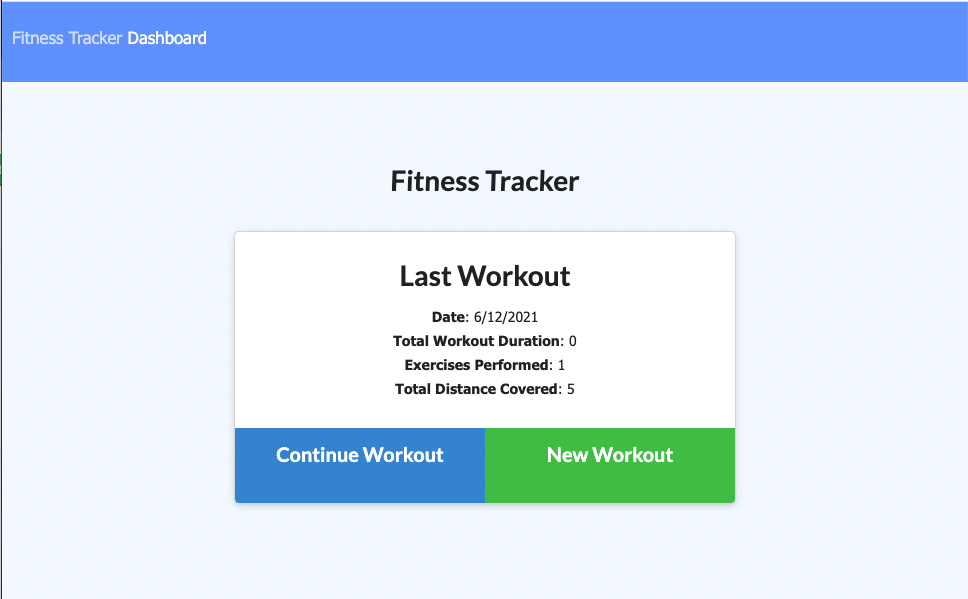 Fitness Tracker Dashboard
Fitness Tracker
Last Workout
Date: 6/12/2021
Total Workout Duration: 0
Exercises Performed: 1
Total Distance Covered: 5
Continue Workout New Workout